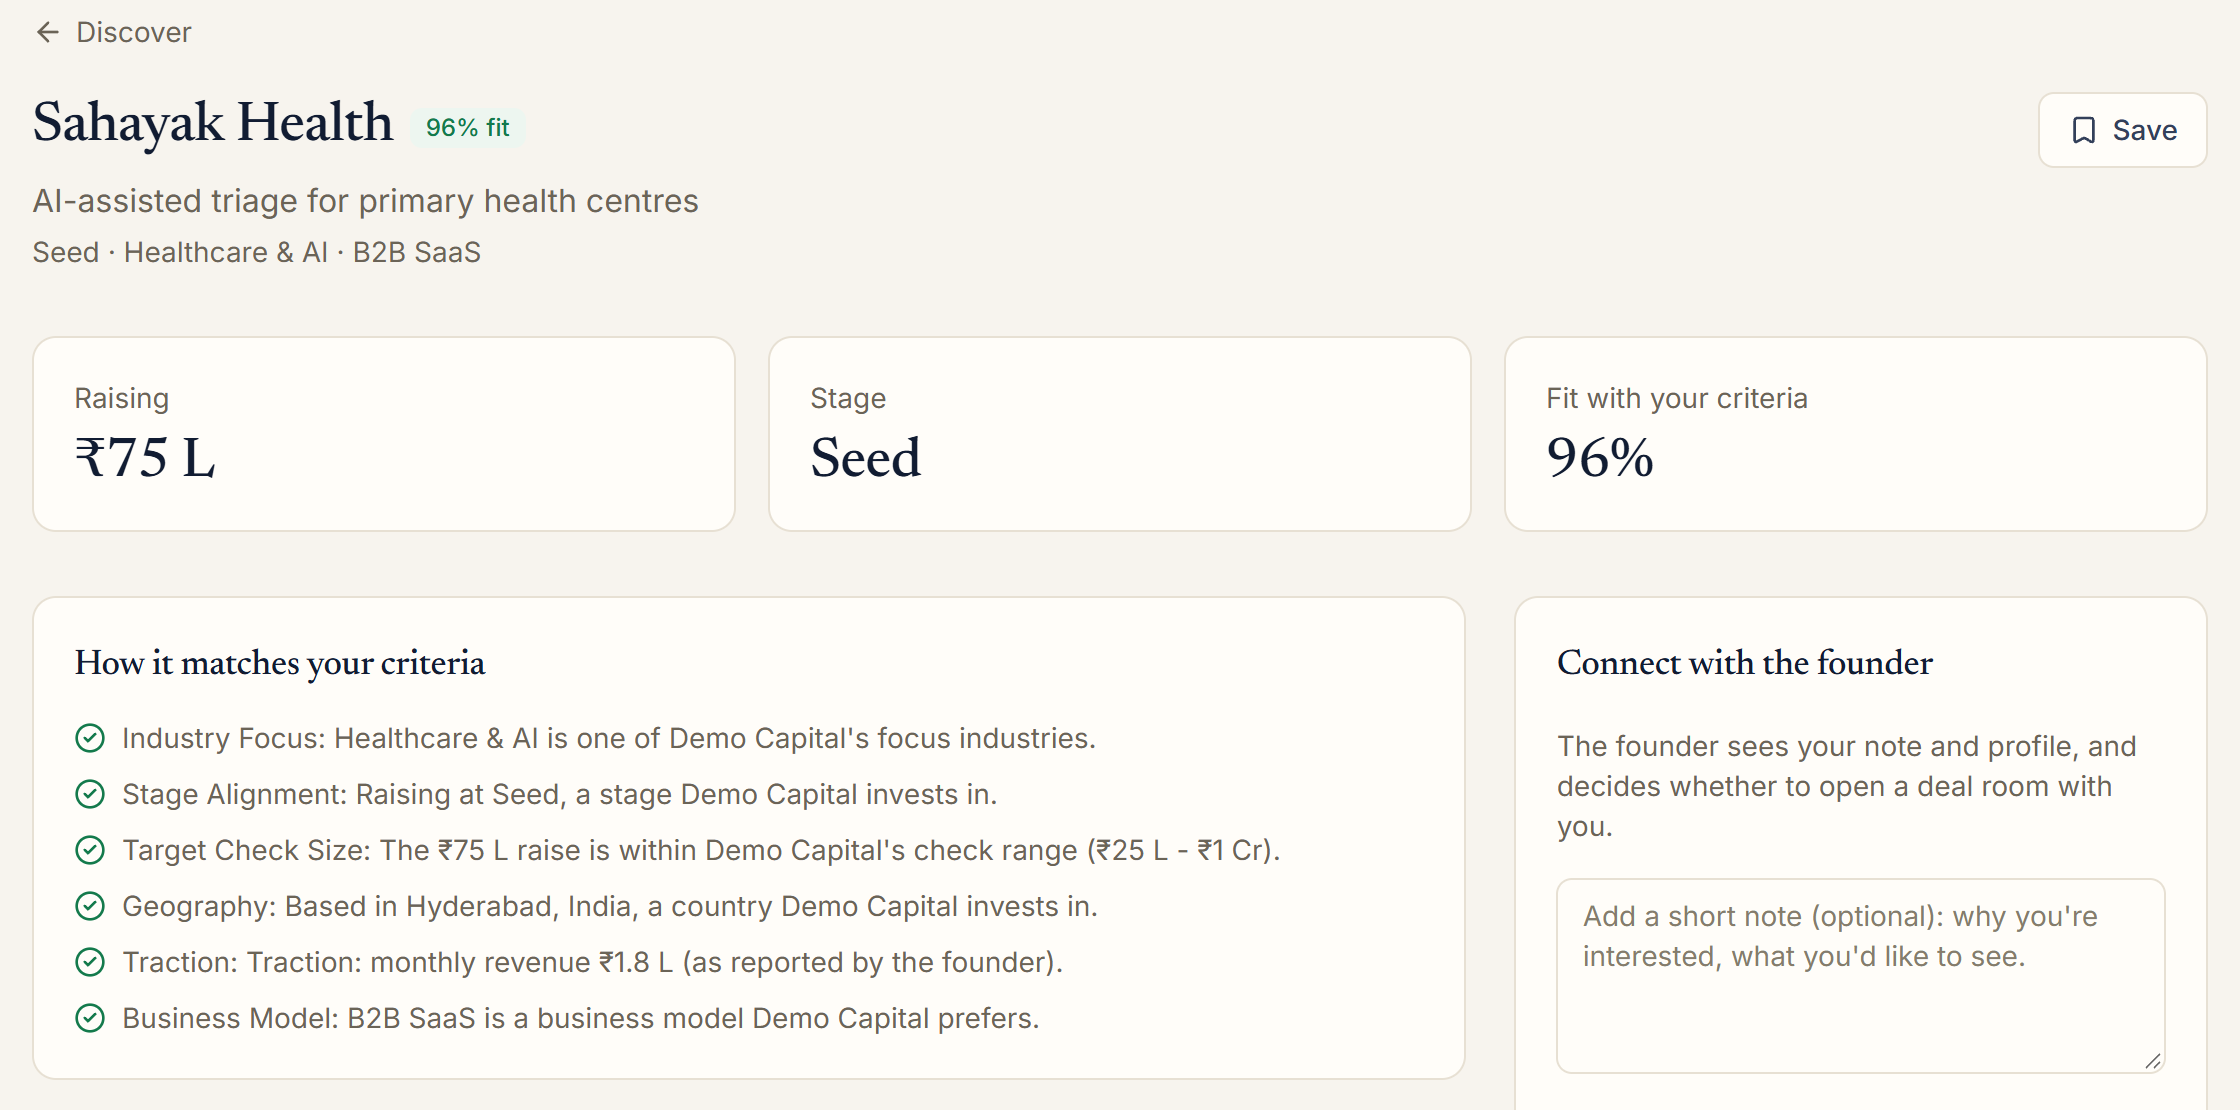 Discover
Sahayak Health
96% fit
Save
AI-assisted triage for primary health centres
Seed · Healthcare & AI · B2B SaaS
Raising
₹75 L
Stage
Seed
Fit with your criteria
96%
How it matches your criteria
Industry Focus: Healthcare & AI is one of Demo Capital's focus industries.
Stage Alignment: Raising at Seed, a stage Demo Capital invests in.
Target Check Size: The ₹75 L raise is within Demo Capital's check range (₹25 L - ₹1 Cr).
Geography: Based in Hyderabad, India, a country Demo Capital invests in.
Traction: Traction: monthly revenue ₹1.8 L (as reported by the founder).
Business Model: B2B SaaS is a business model Demo Capital prefers.
Connect with the founder
The founder sees your note and profile, and
decides whether to open a deal room with
you.
Add a short note (optional): why you're
interested, what you'd like to see.